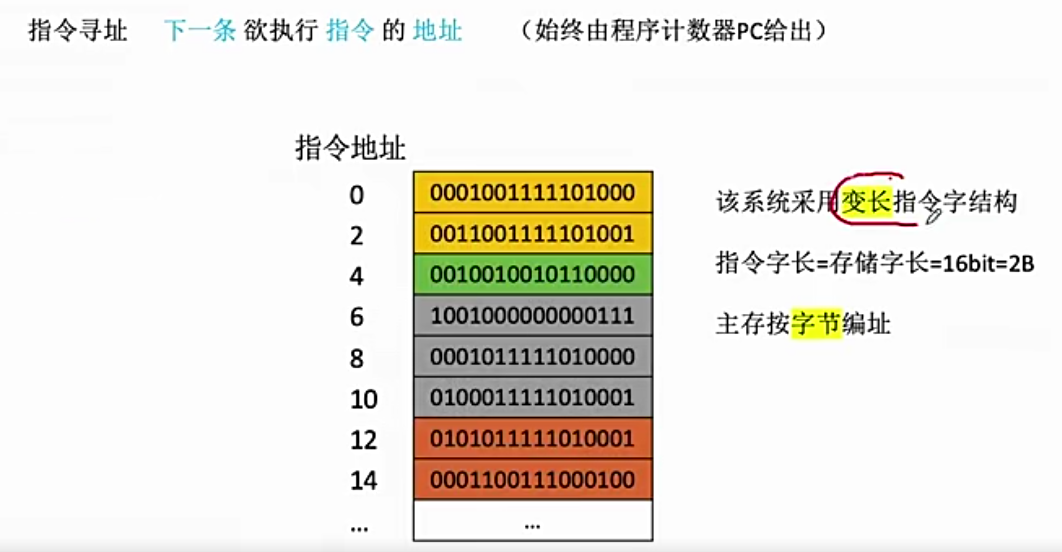 指令寻址 下一条 欲执行 指令 的 地址 （始终由程序计数器PC给出）
指令地址
0 0001001111101000
2 0011001111101001
4 0010010010110000
6 1001000000000111
8 0001011111010000
10 0100011111010001
12 0101011111010001
14 0001100111000100
... ...
该系统采用变长指令字结构
指令字长=存储字长=16bit=2B
主存按字节编址